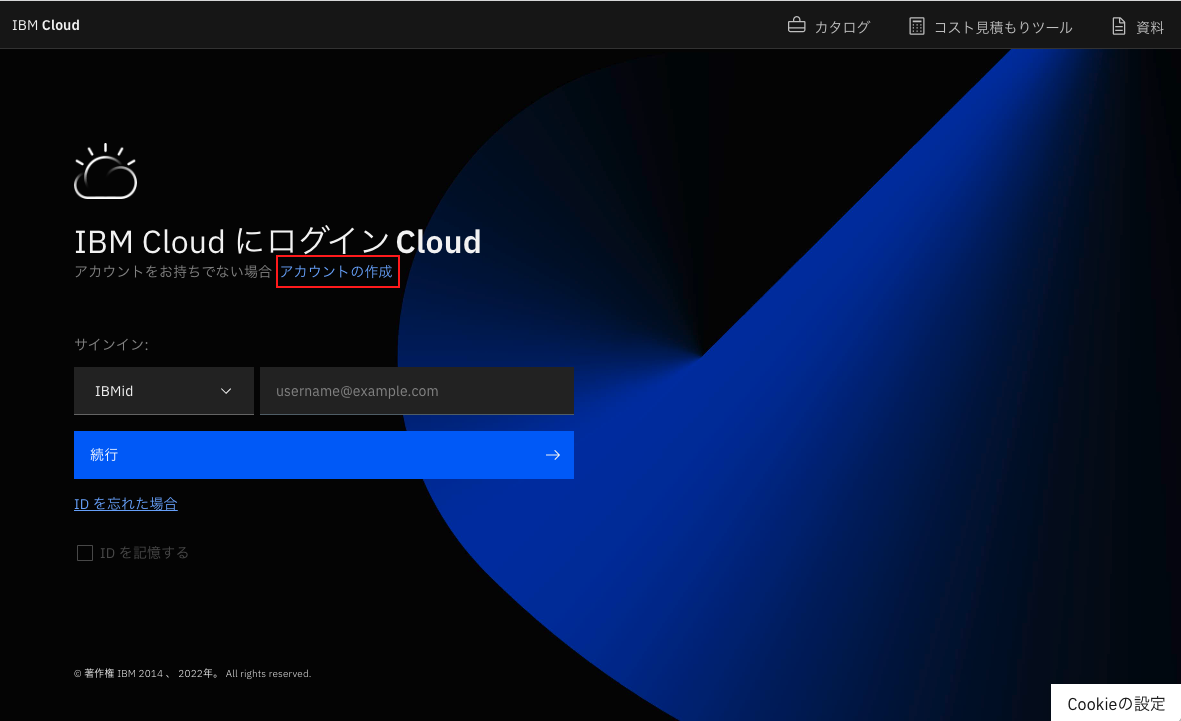 IBM Cloud
カタログ
コスト見積もりツール
資料
IBM Cloud にログイン Cloud
アカウントをお持ちでない場合 アカウントの作成
サインイン:
IBMid
username@example.com
続行
ID を忘れた場合
ID を記憶する
© 著作権 IBM 2014 、 2022年。 All rights reserved.
Cookieの設定